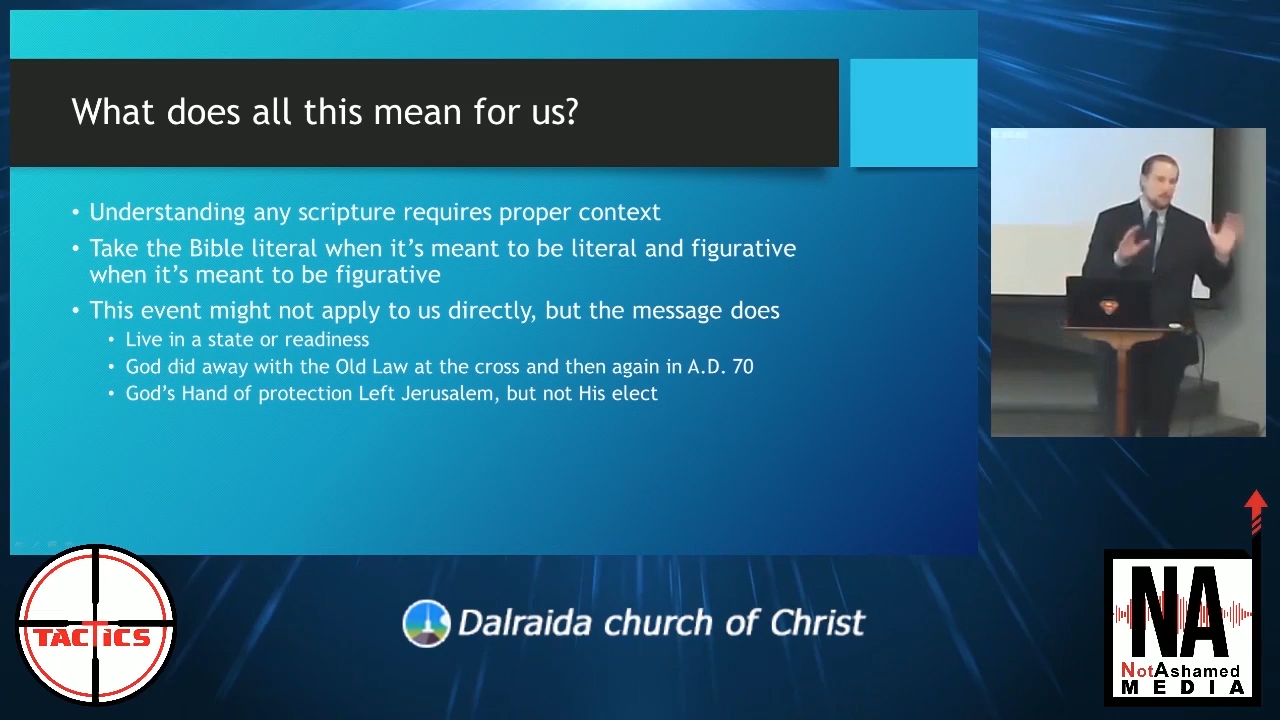 What does all this mean for us?
• Understanding any scripture requires proper context
• Take the Bible literal when it’s meant to be literal and figurative
when it’s meant to be figurative
• This event might not apply to us directly, but the message does
• Live in a state or readiness
• God did away with the Old Law at the cross and then again in A.D. 70
• God’s Hand of protection Left Jerusalem, but not His elect
TACTICS
Dalraida church of Christ
NA
NotAshamed
MEDIA